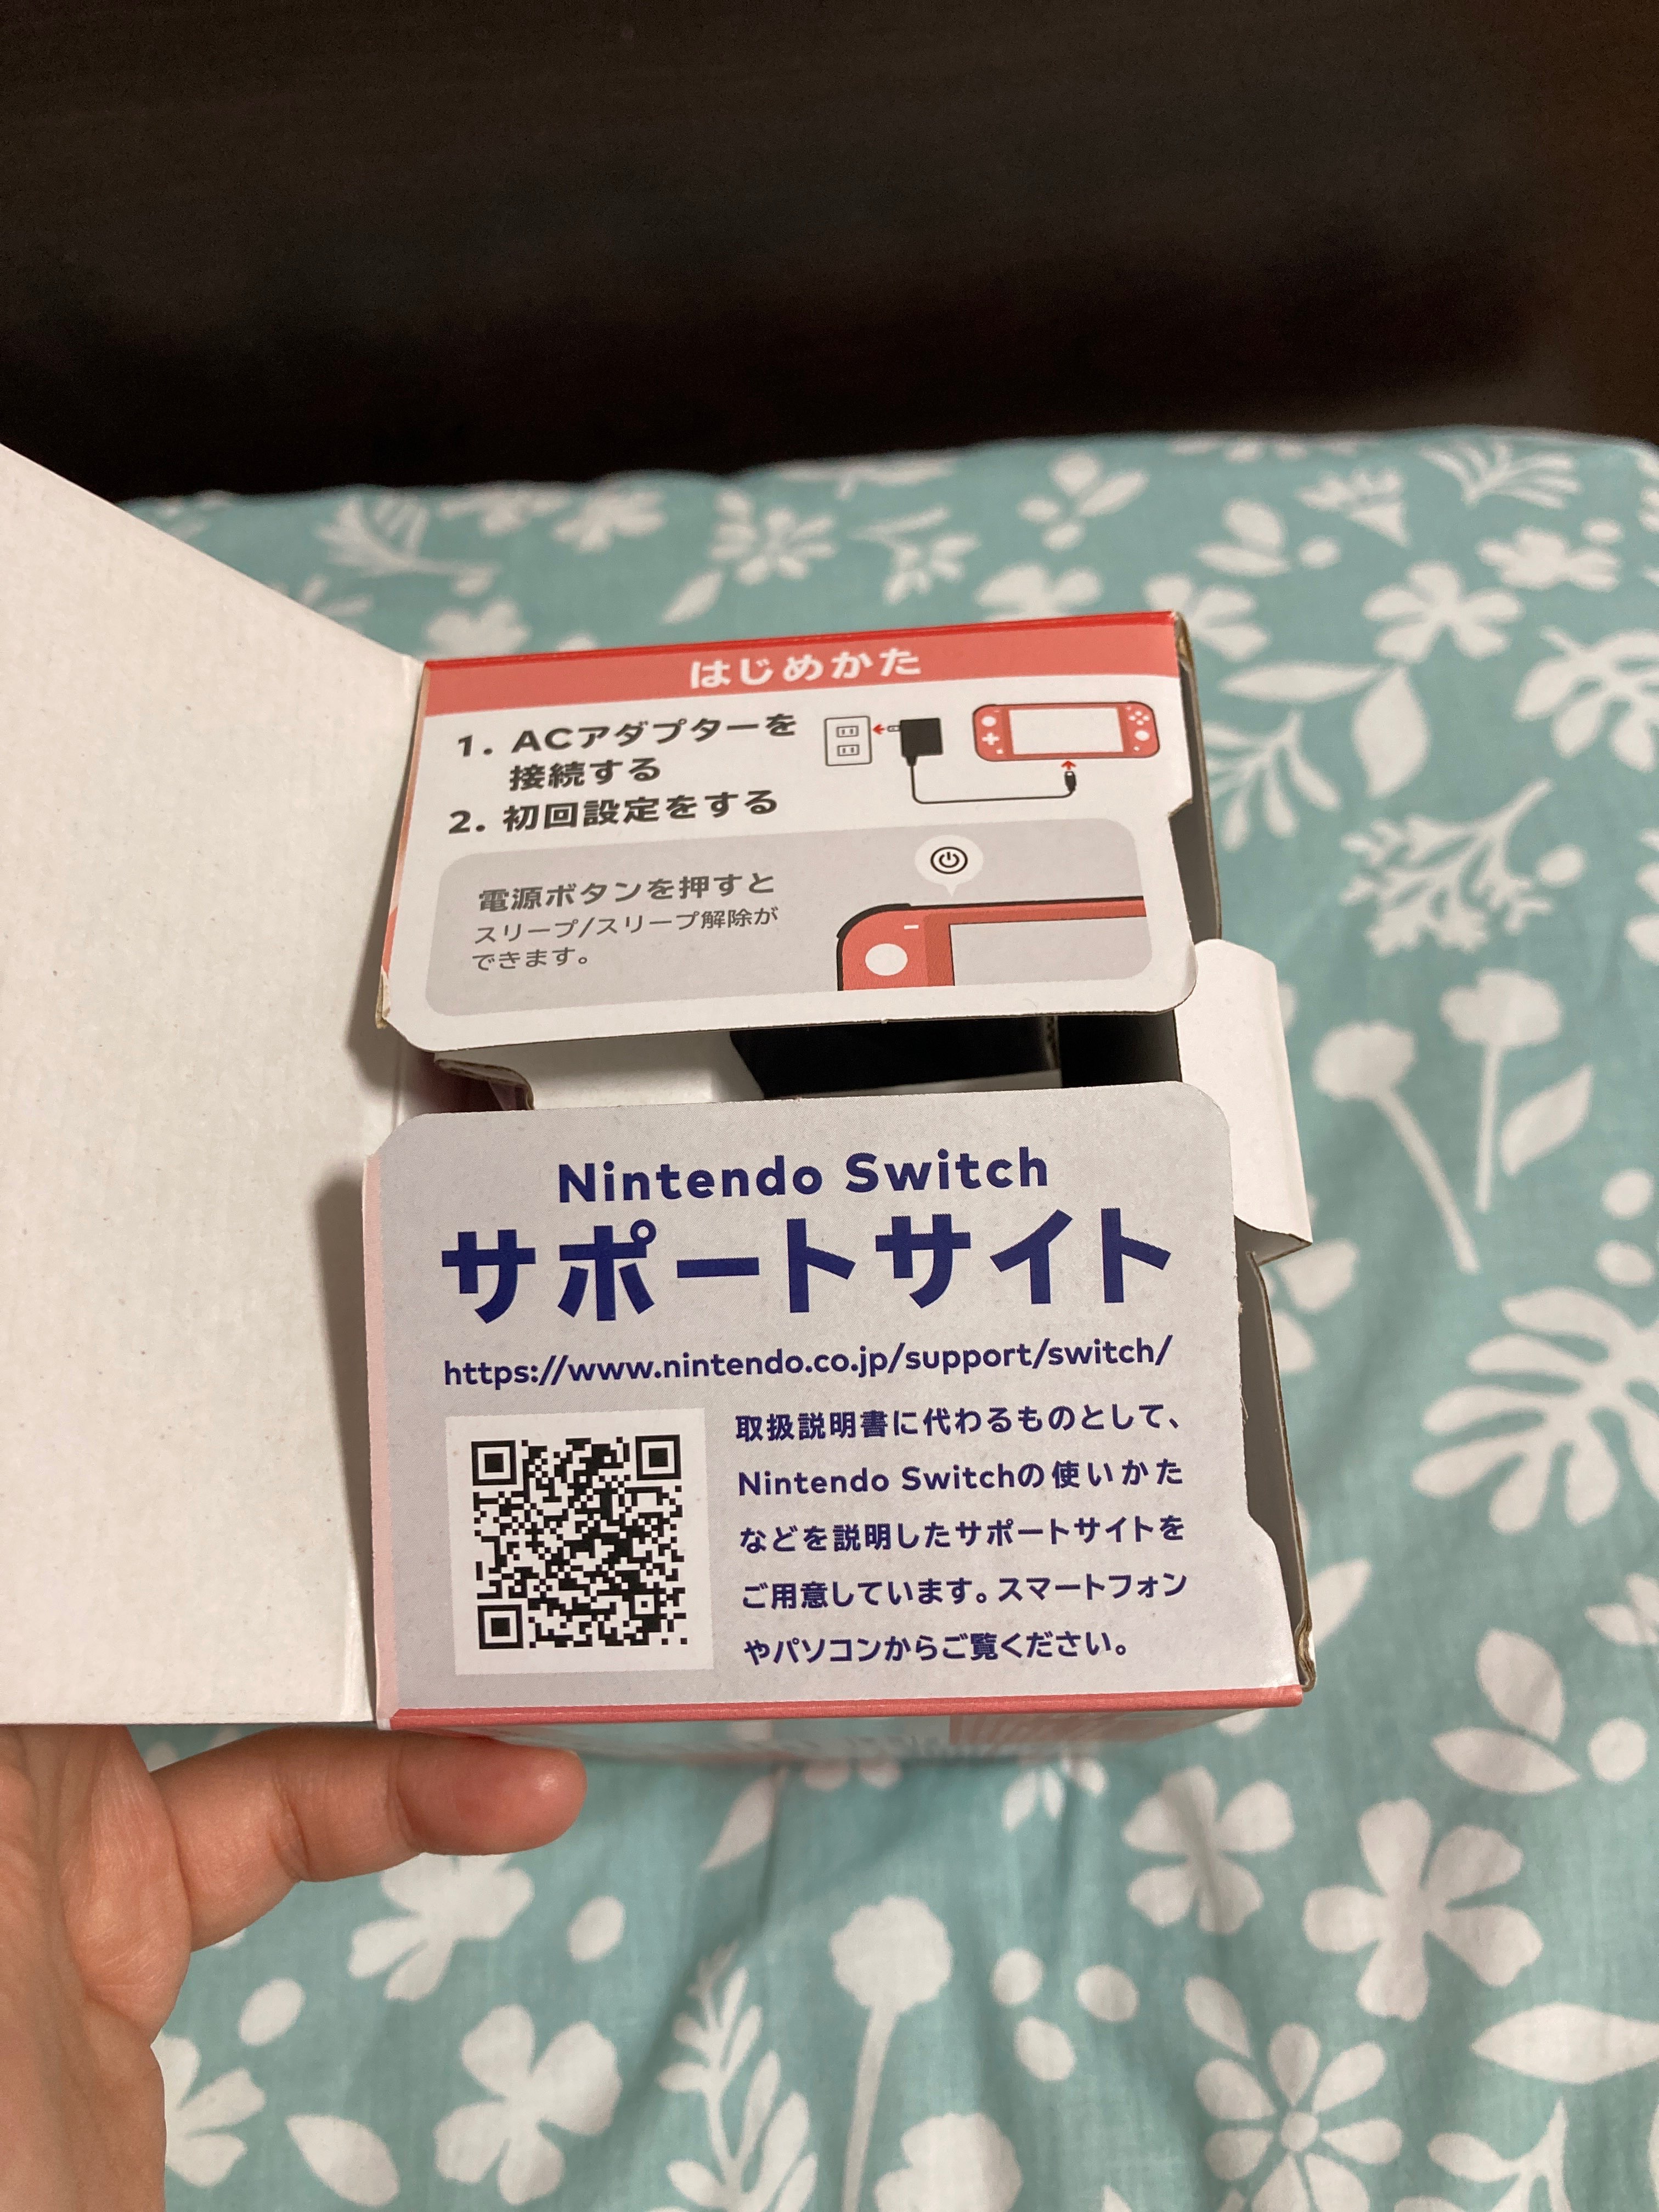 はじめかた
1. ACアダプターを
接続する
2. 初回設定をする
電源ボタンを押すと
スリープ/スリープ解除が
できます。
Nintendo Switch
サポートサイト
https://www.nintendo.co.jp/support/switch/
取扱説明書に代わるものとして、
Nintendo Switchの使いかた
などを説明したサポートサイトを
ご用意しています。スマートフォン
やパソコンからご覧ください。